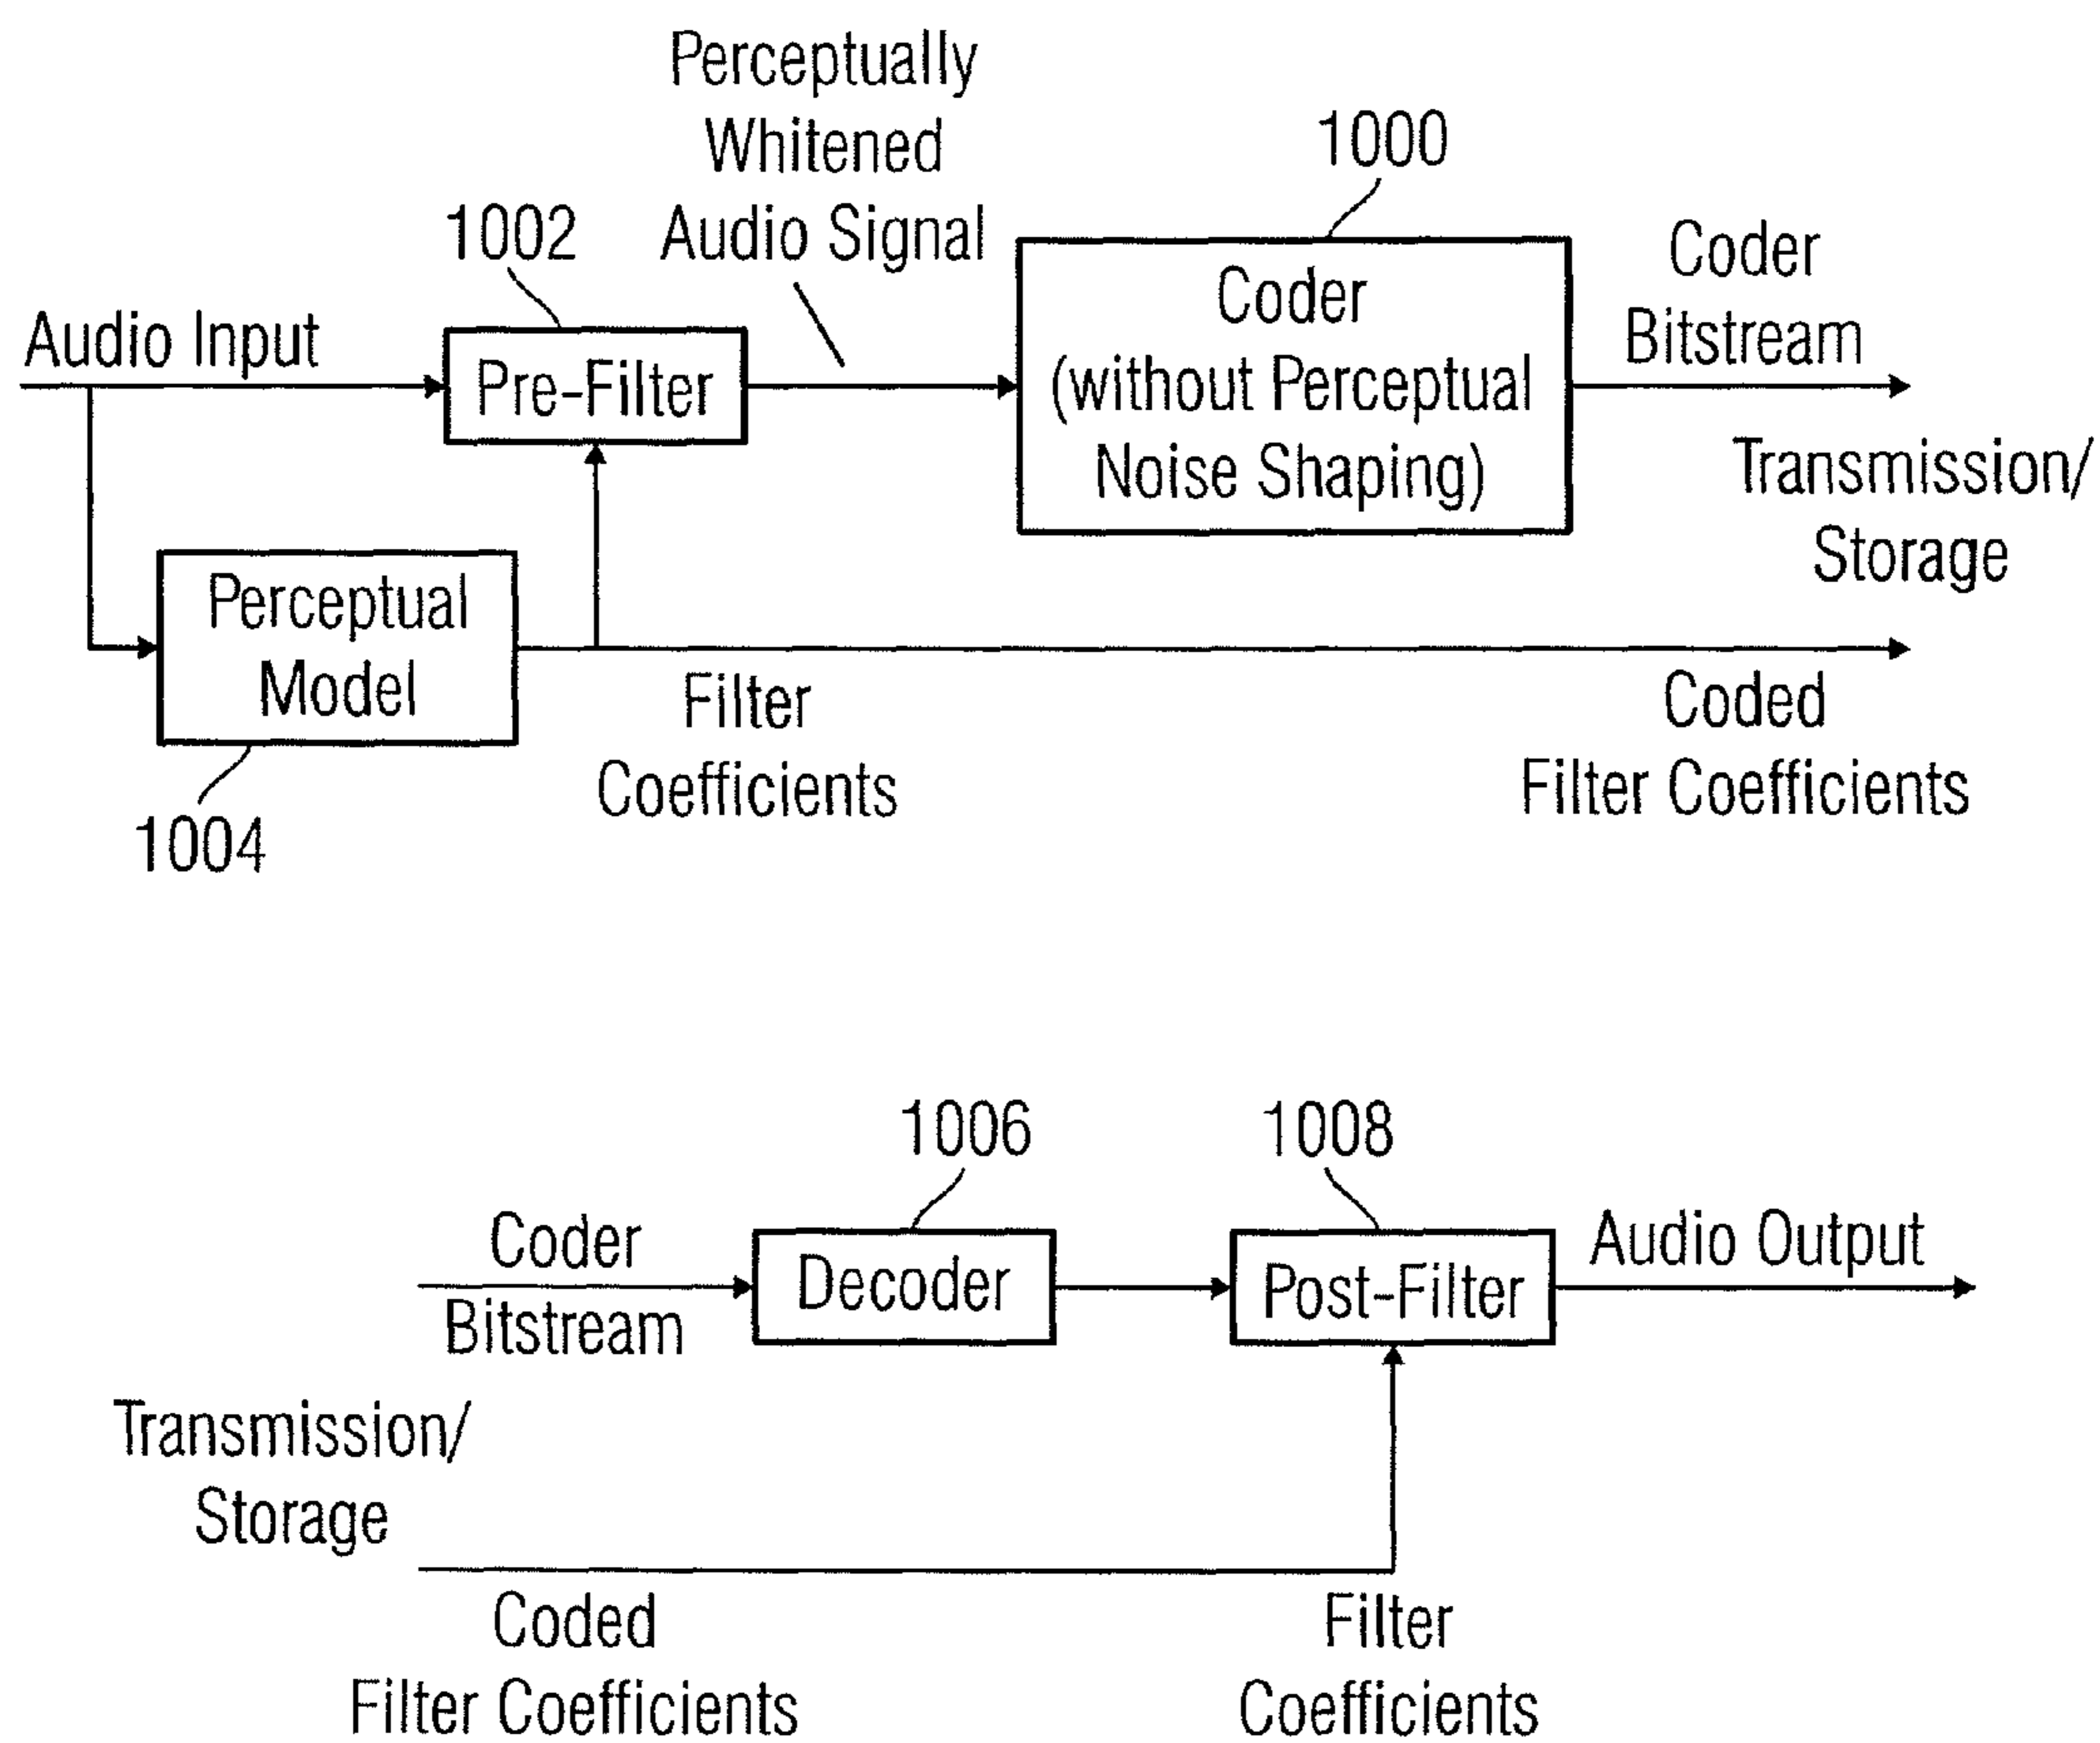 Perceptually
Whitened
Audio Signal
1000
1002
Audio Input
Pre-Filter
Coder
(without Perceptual
Noise Shaping)
Coder
Bitstream
Transmission/
Storage
Perceptual
Model
1004
Filter
Coefficients
Coded
Filter Coefficients
1006
1008
Coder
Bitstream
Decoder
Post-Filter
Audio Output
Transmission/
Storage
Coded
Filter Coefficients
Filter
Coefficients